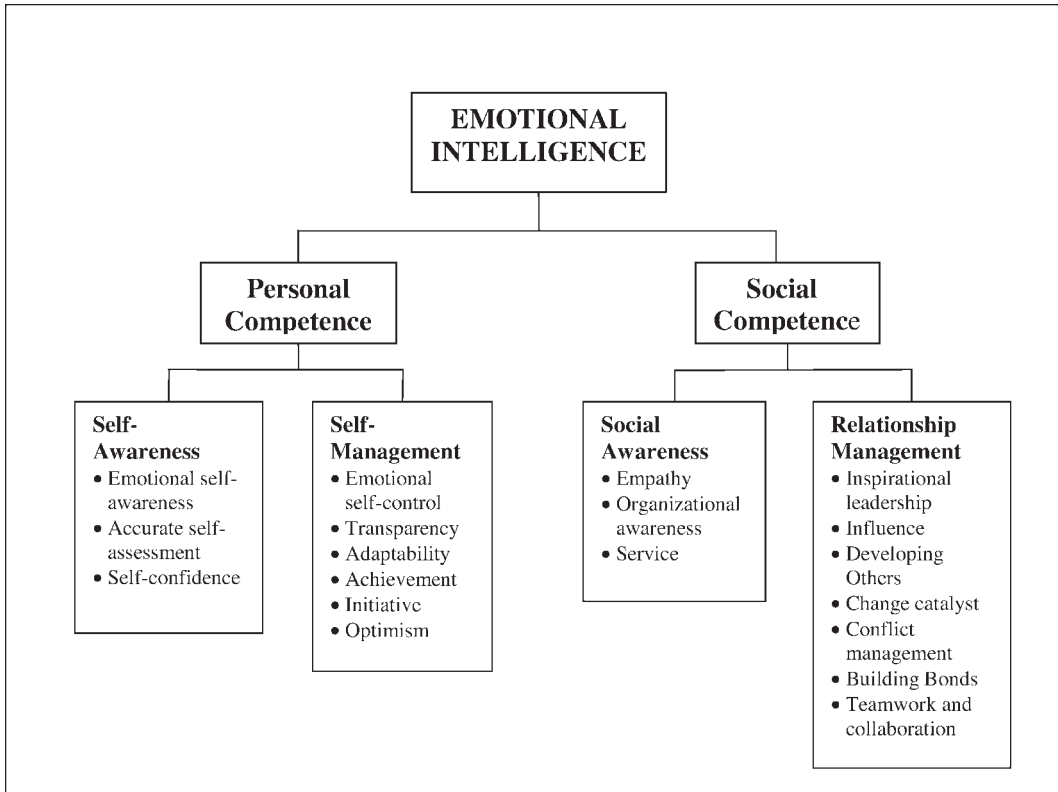 EMOTIONAL
INTELLIGENCE
Personal
Competence
Social
Competence
Self-
Awareness
• Emotional self-
awareness
• Accurate self-
assessment
• Self-confidence
Self-
Management
• Emotional
self-control
• Transparency
• Adaptability
• Achievement
• Initiative
• Optimism
Social
Awareness
• Empathy
• Organizational
awareness
• Service
Relationship
Management
• Inspirational
leadership
• Influence
• Developing
Others
• Change catalyst
• Conflict
management
• Building Bonds
• Teamwork and
collaboration